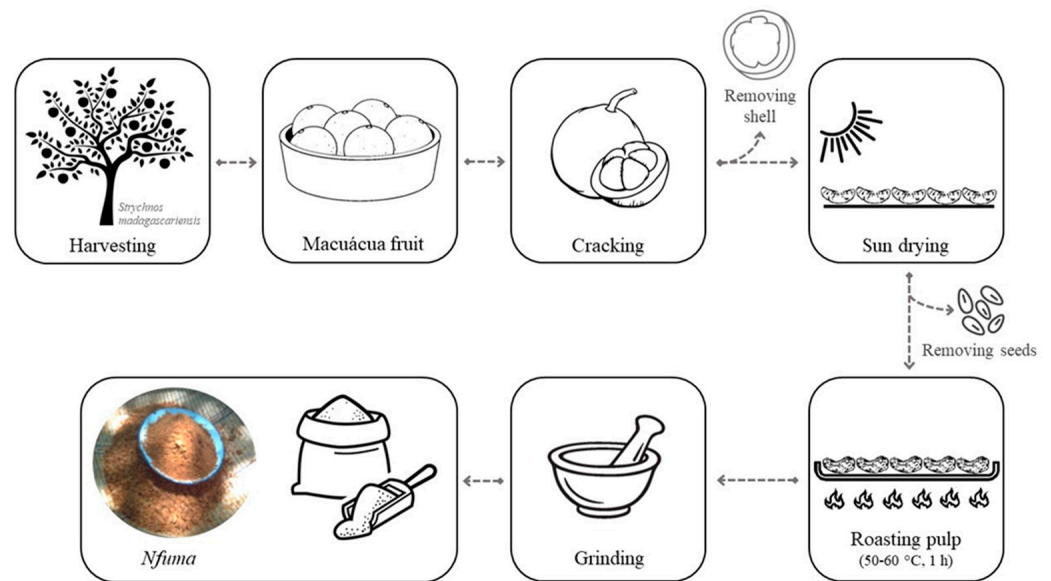 Removing
shell
Strychnos
madagascariensis
Harvesting
Macuácua fruit
Cracking
Sun drying
Removing seeds
Nfuma
Grinding
Roasting pulp
(50-60 °C, 1 h)